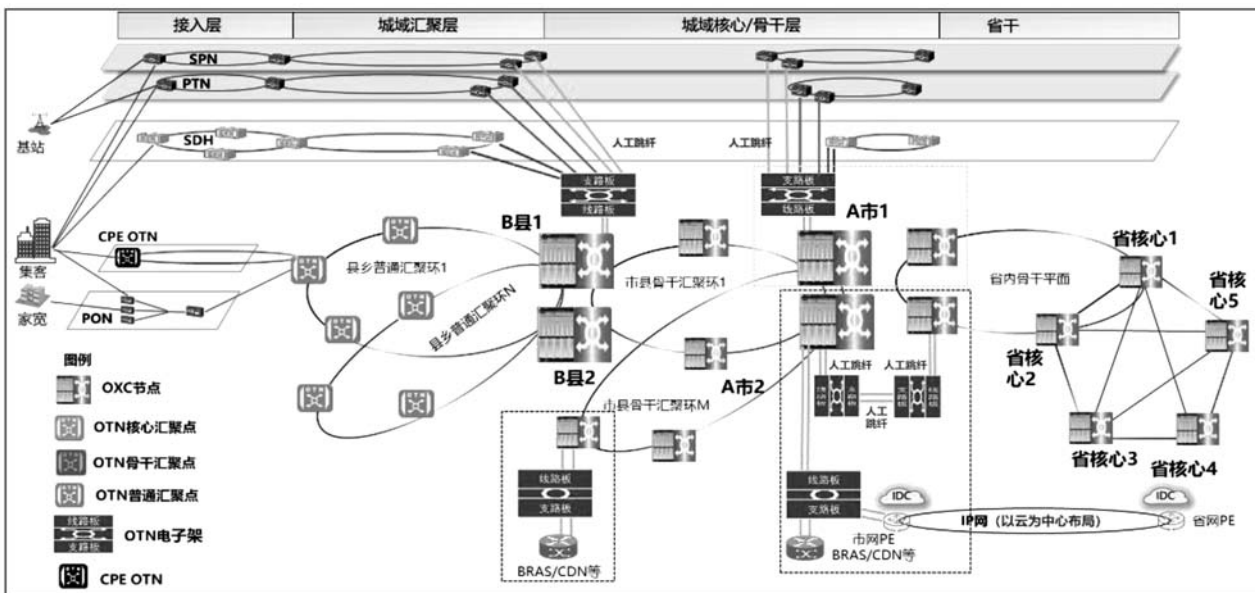 接入层
城域汇聚层
城域核心/骨干层
省干
SPN
PTN
SDH
人工跳纤
人工跳纤
基站
支路板
线路板
支路板
线路板
B县1
A市1
CPE OTN
集客
家宽
PON
县乡普通汇聚环1
县乡普通汇聚环N
市县骨干汇聚环1
省内骨干平面
省核心1
省核
心5
省核
心2
B县2
A市2
人工跳纤
人工跳纤
人工
跳纤
市县骨干汇聚环M
省核心3
省核心4
图例
OXC节点
OTN核心汇聚点
OTN骨干汇聚点
OTN普通汇聚点
线路板
支路板
OTN电子架
CPE OTN
线路板
支路板
BRAS/CDN等
线路板
支路板
市网PE
BRAS/CDN等
IDC
IDC
IP网（以云为中心布局）
省网PE